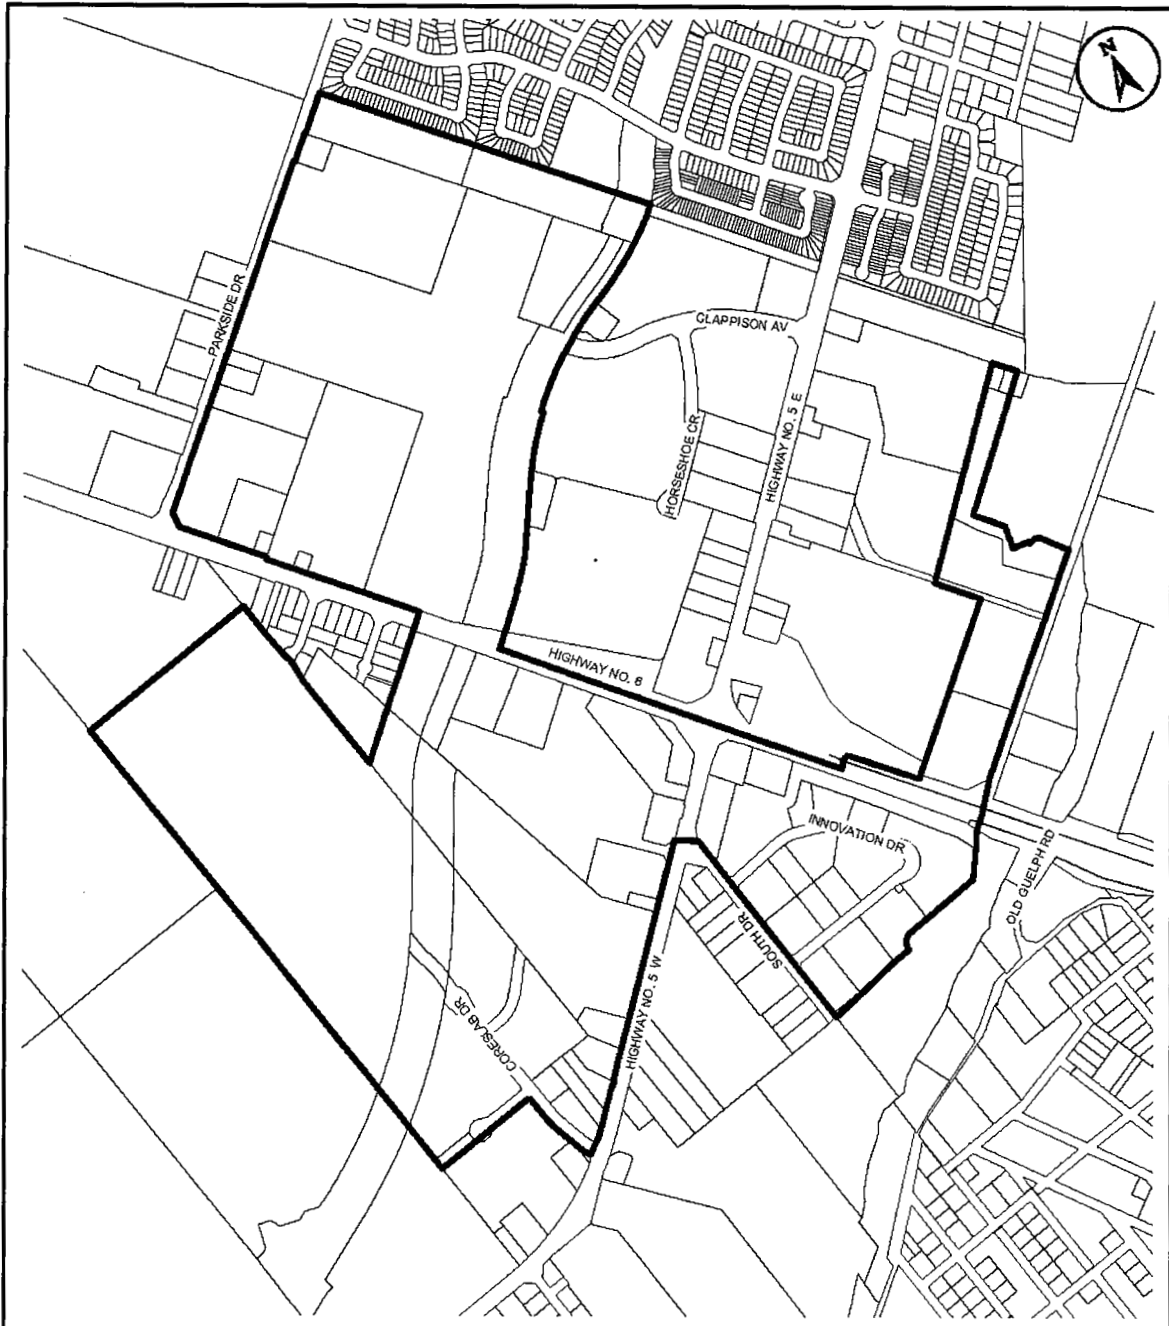 N
PARKSIDE DR
CLAPPISON AV
HIGHWAY NO. 5 E
HORSESHOE CR
HIGHWAY NO. 6
INNOVATION DR
OLD GUELPH RD
SOUTH DR
HIGHWAY NO. 5 W
CORESLAB DR